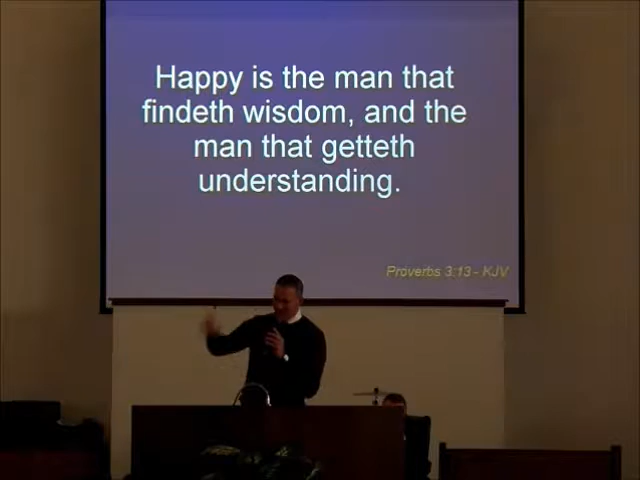 Happy is the man that
findeth wisdom, and the
man that getteth
understanding.
Proverbs 3:13 - KJV